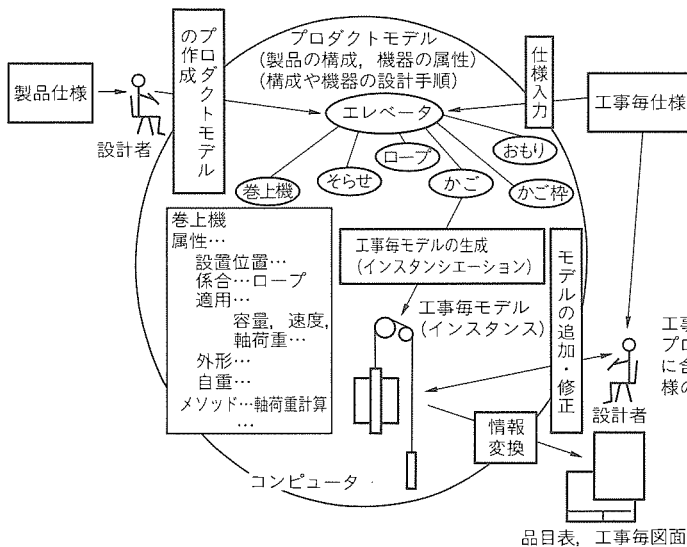 プロダクトモデル
の作成
プロダクトモデル
(製品の構成，機器の属性)
(構成や機器の設計手順)
仕様入力
製品仕様
設計者
エレベータ
工事毎仕様
巻上機
そらせ
ロープ
かご
おもり
かご枠
巻上機
属性…
設置位置…
係合…ロープ
適用…
容量，速度，
軸荷重…
外形…
自重…
メソッド…軸荷重計算
…
工事毎モデルの生成
(インスタンシエーション)
工事毎モデル
(インスタンス)
モデルの追加・修正
工事
プロ
に合
様の
設計者
情報
変換
コンピュータ
品目表，工事毎図面